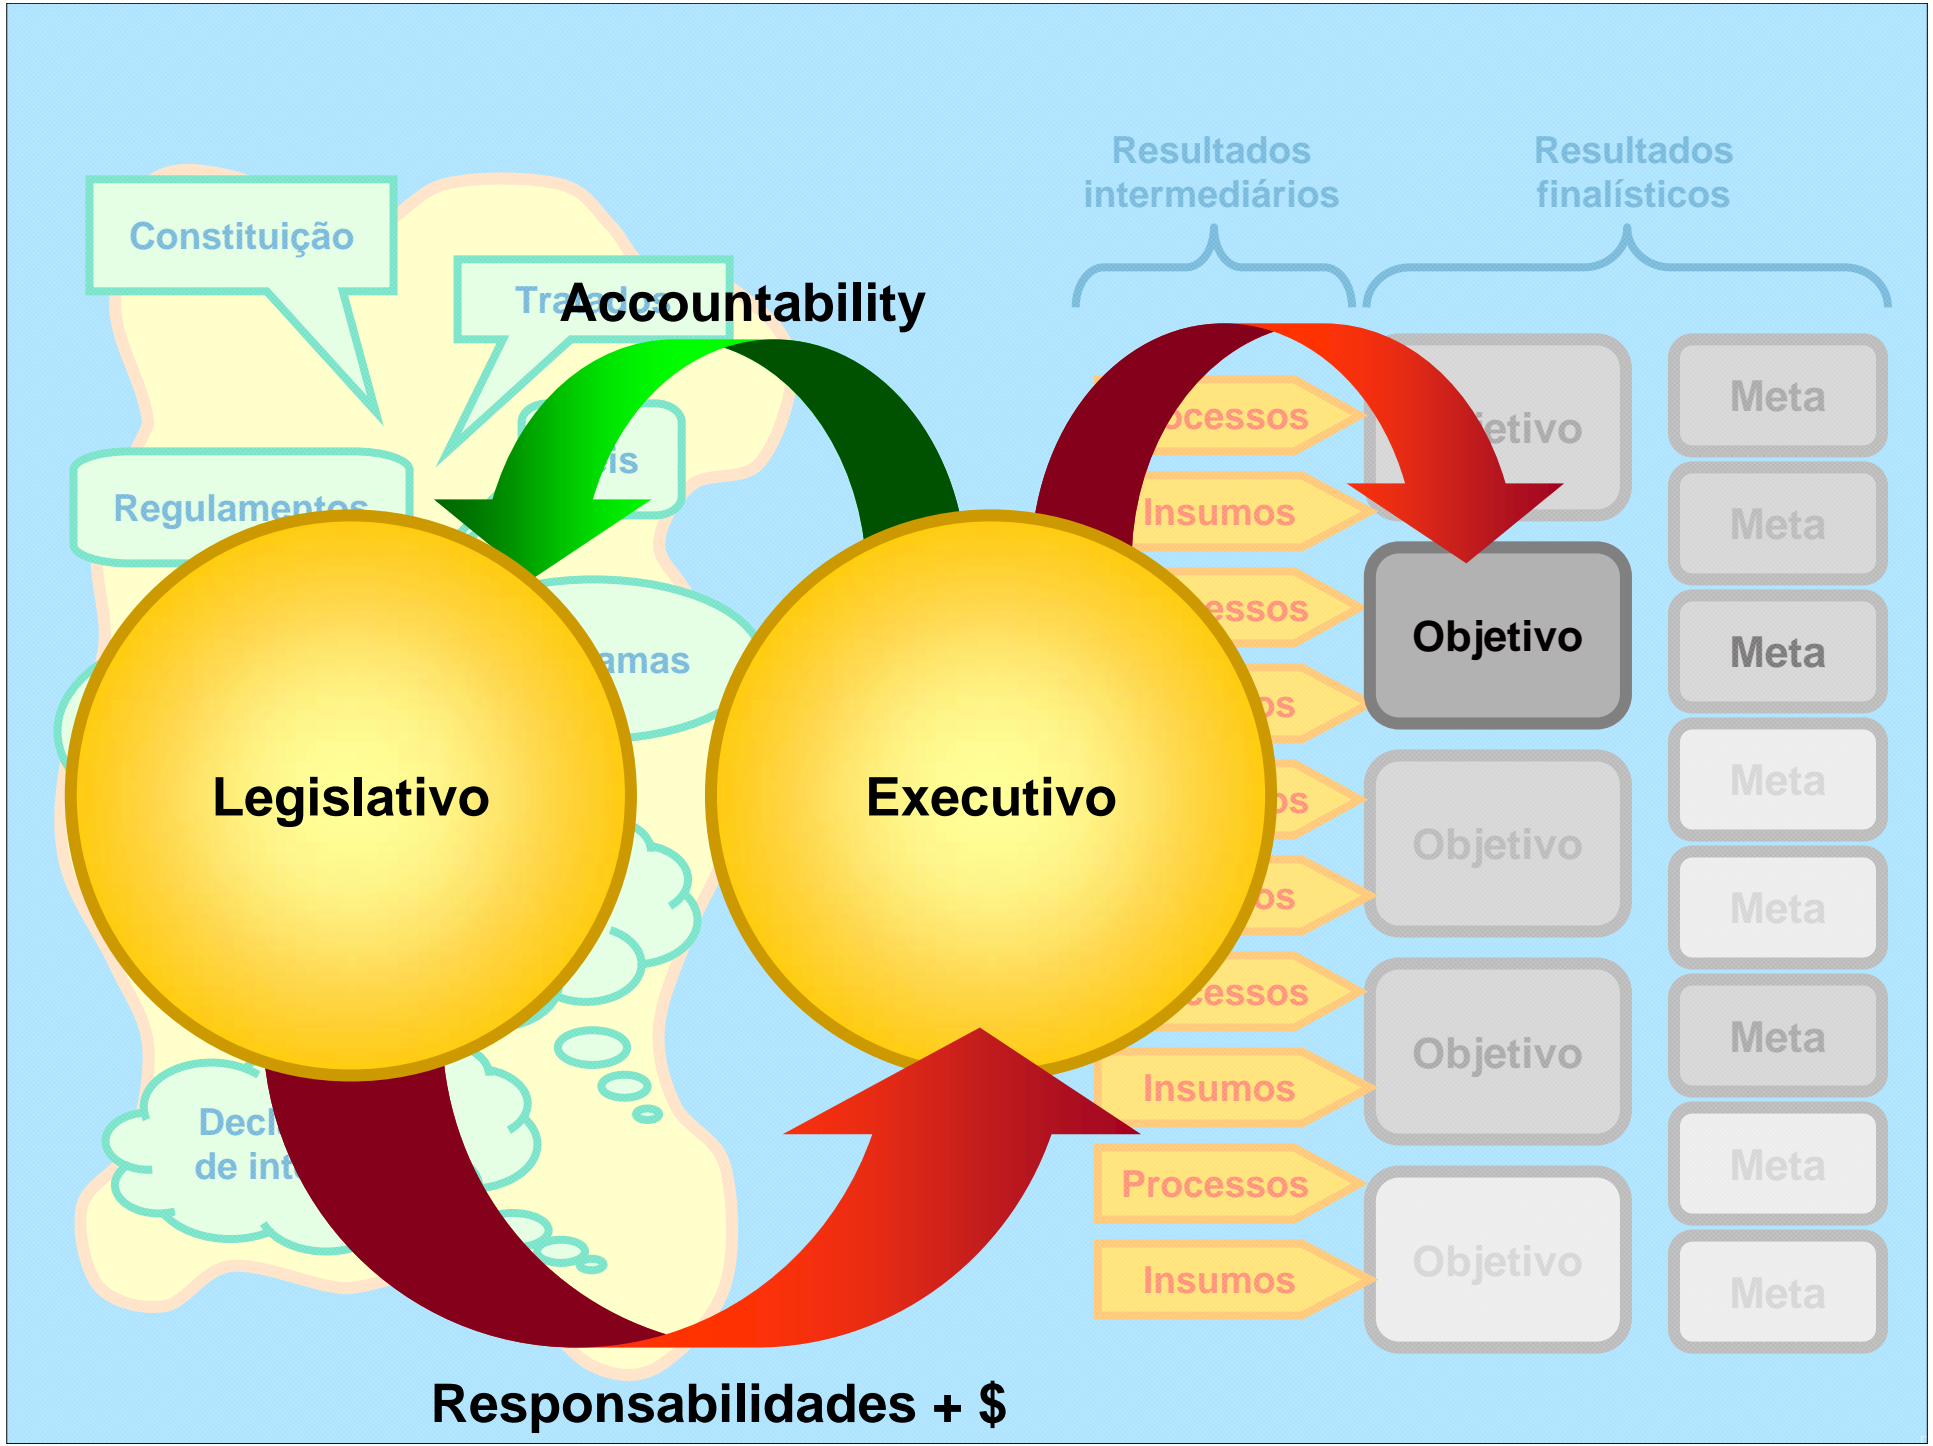 Resultados
intermediários
Resultados
finalísticos
Constituição
Accountability
Meta
Meta
Regulamentos
Insumos
Objetivo
Meta
Legislativo
Executivo
Meta
Objetivo
Meta
Objetivo
Meta
Insumos
Processos
Meta
Insumos
Objetivo
Meta
Responsabilidades + $